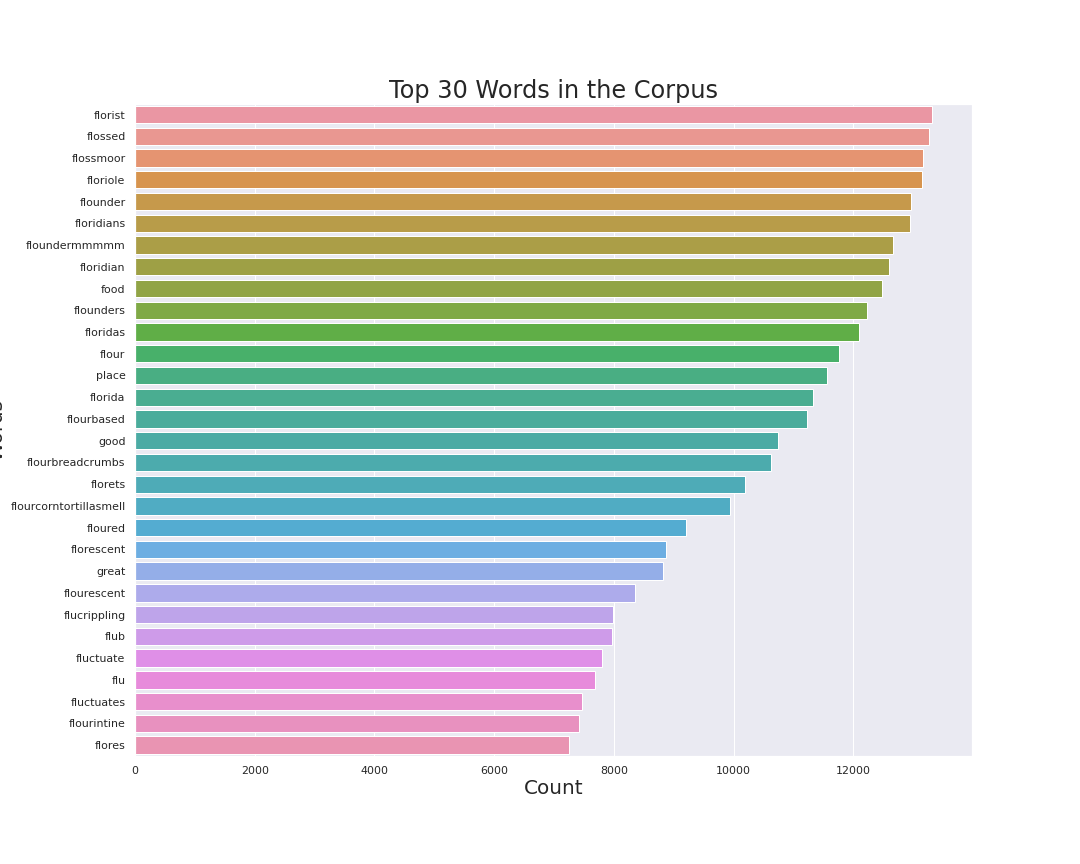 Top 30 Words in the Corpus
florist
flossed
flossmoor
floriole
flounder
floridians
floundermmmmm
floridian
food
flounders
floridas
flour
place
florida
flourbased
good
flourbreadcrumbs
florets
flourcorntortillasmell
floured
florescent
great
flourescent
flucrippling
flub
fluctuate
flu
fluctuates
flourintine
flores
0 2000 4000 6000 8000 10000 12000
Count